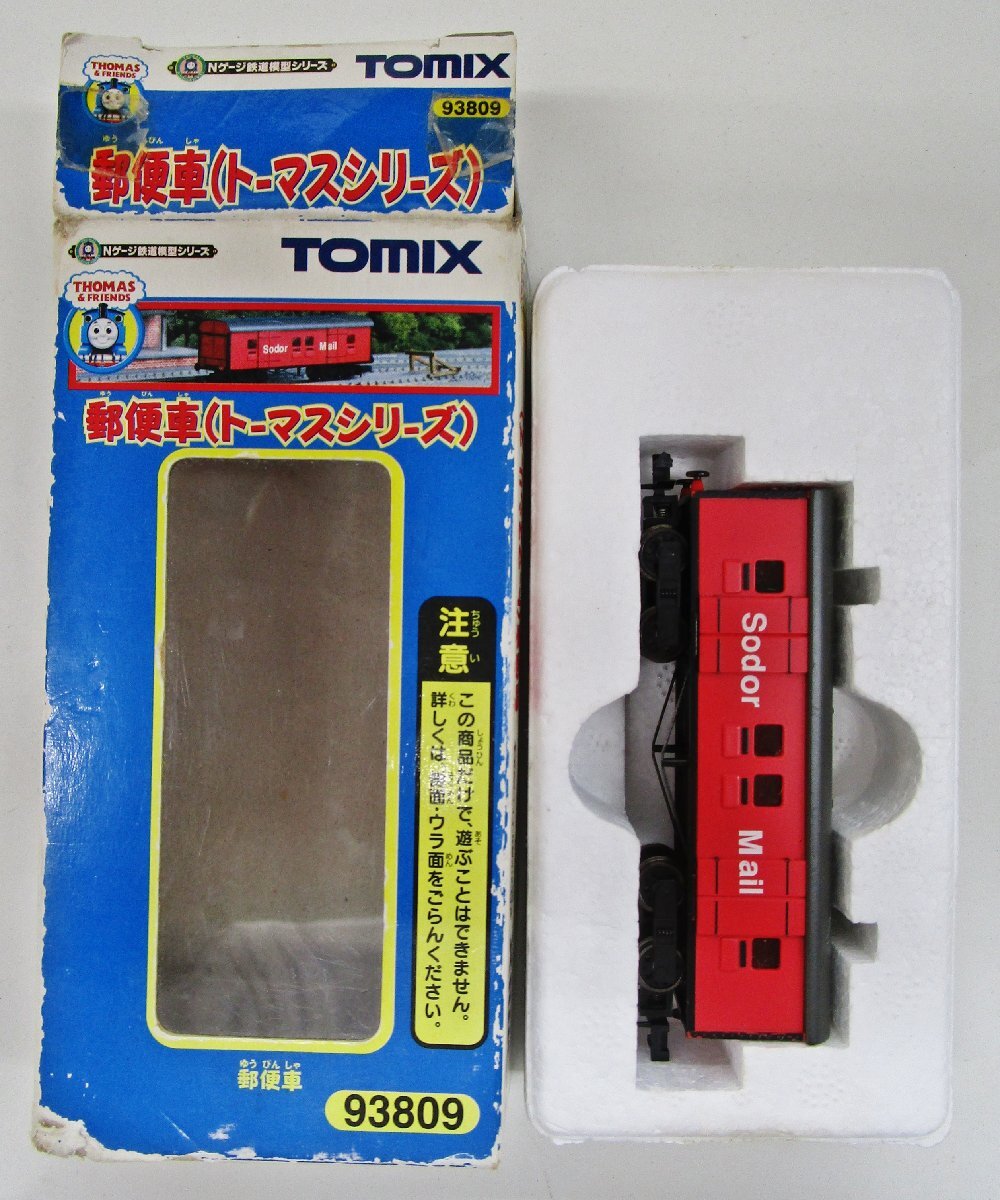 THOMAS
& FRIENDS
Nゲージ鉄道模型シリーズ
TOMIX
93809
郵便車(トーマスシリーズ)
Nゲージ鉄道模型シリーズ
TOMIX
THOMAS
& FRIENDS
Sodor Mail
ゆう びん しゃ
郵便車(トーマスシリーズ)
ちゅう い
注意
この商品だけで、遊ぶことはできません。
詳しくは、側面・ウラ面をごらんください。
ゆう びん しゃ
郵便車
93809
Sodor Mail